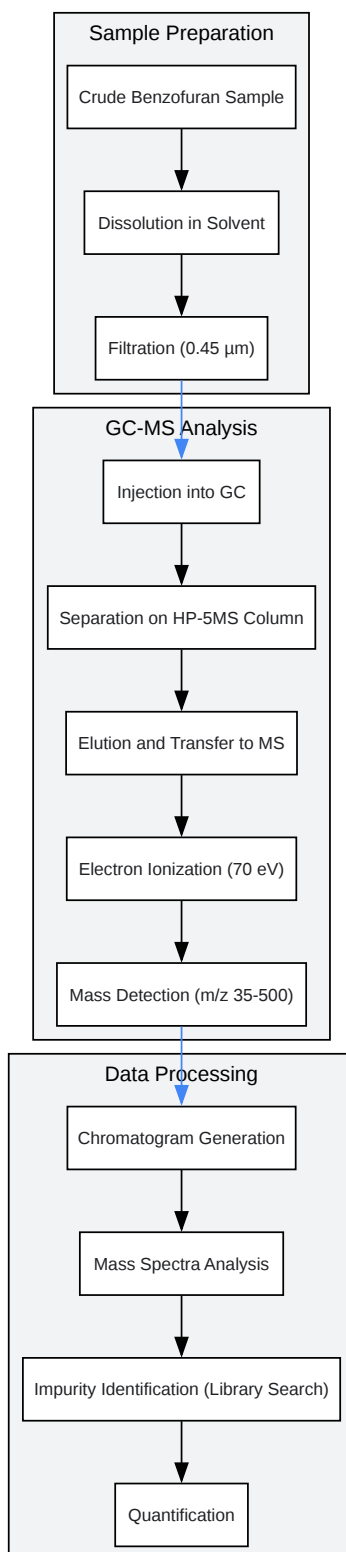 Sample Preparation
Crude Benzofuran Sample
Dissolution in Solvent
Filtration (0.45 µm)
GC-MS Analysis
Injection into GC
Separation on HP-5MS Column
Elution and Transfer to MS
Electron Ionization (70 eV)
Mass Detection (m/z 35-500)
Data Processing
Chromatogram Generation
Mass Spectra Analysis
Impurity Identification (Library Search)
Quantification